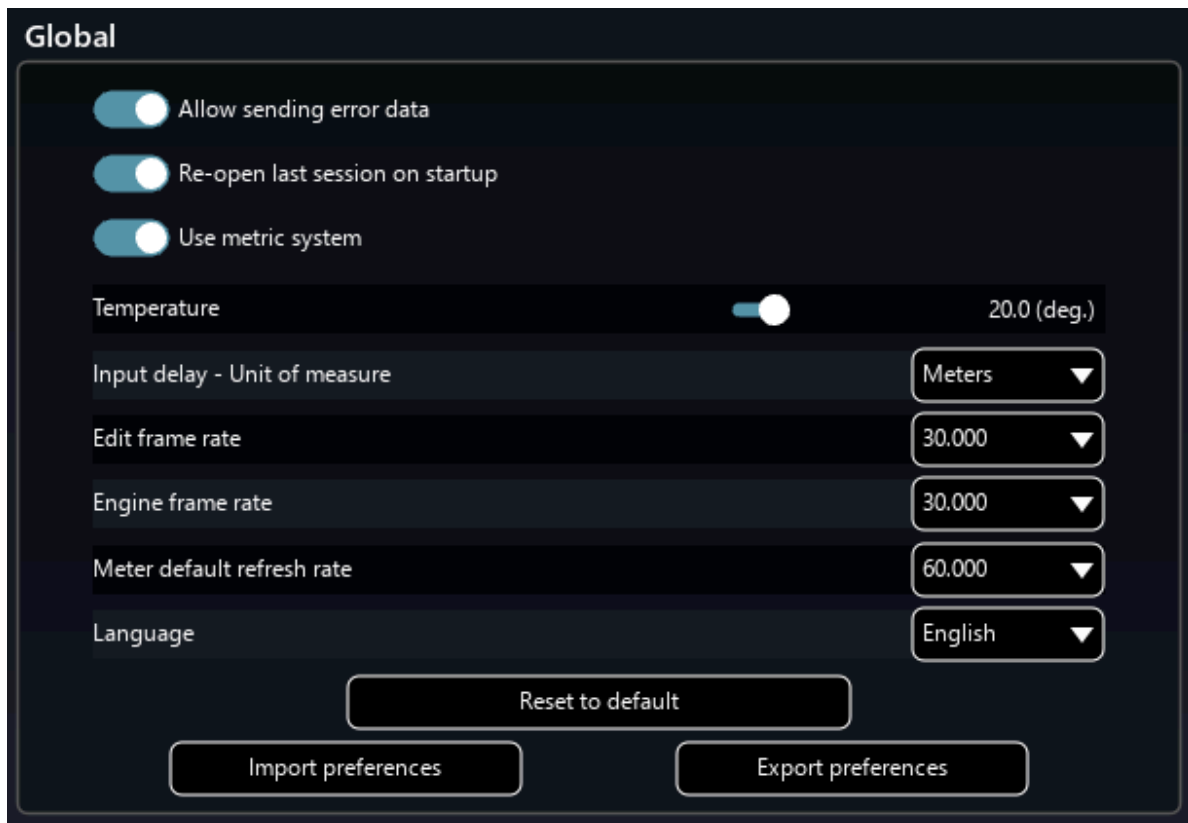 Global
Allow sending error data
Re-open last session on startup
Use metric system
Temperature 20.0 (deg.)
Input delay - Unit of measure Meters
Edit frame rate 30.000
Engine frame rate 30.000
Meter default refresh rate 60.000
Language English
Reset to default
Import preferences Export preferences